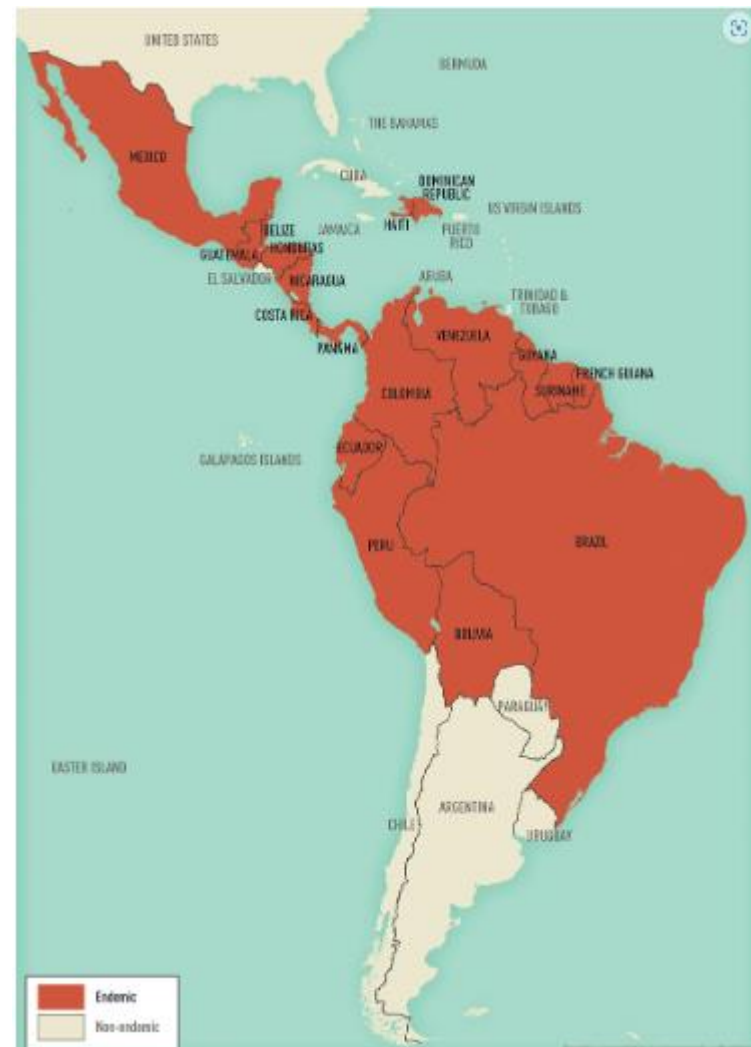 UNITED STATES
BERMUDA
THE BAHAMAS
MEXICO
CUBA
DOMINICAN
REPUBLIC
US VIRGIN ISLANDS
BELIZE
JAMAICA
HAITI
PUERTO
RICO
HONDURAS
GUATEMALA
EL SALVADOR
NICARAGUA
ARUBA
TRINIDAD &
TOBAGO
COSTA RICA
PANAMA
VENEZUELA
GUYANA
FRENCH GUIANA
SURINAME
COLOMBIA
ECUADOR
GALAPAGOS ISLANDS
PERU
BRAZIL
BOLIVIA
PARAGUAY
EASTER ISLAND
ARGENTINA
CHILE
URUGUAY
Endemic
Non-endemic